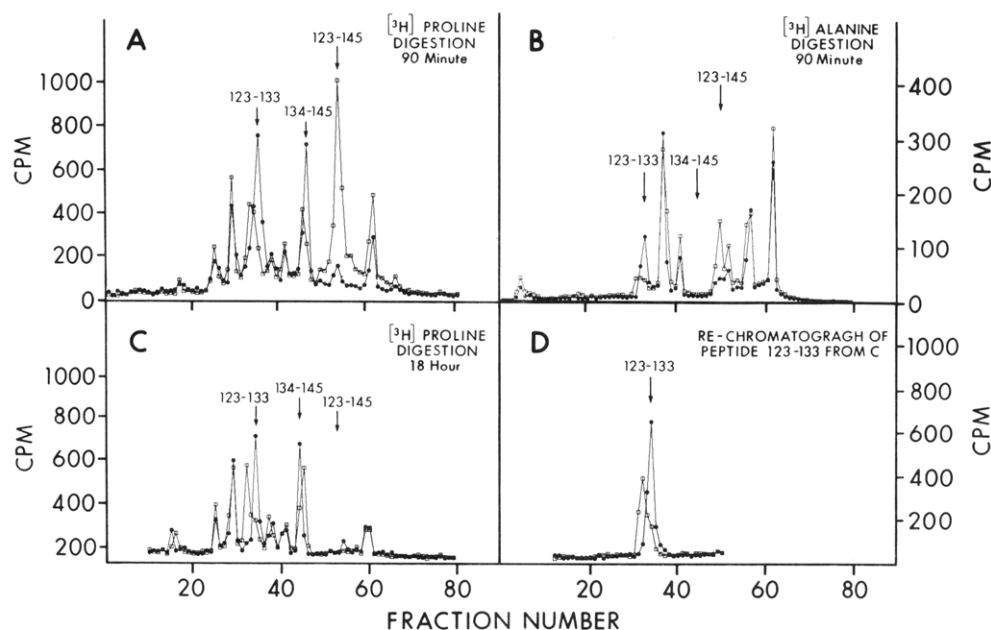 A
[³H] PROLINE
DIGESTION
90 Minute
123-145
123-133
134-145
CPM
1000
800
600
400
200
0
B
[³H] ALANINE
DIGESTION
90 Minute
123-145
123-133
134-145
400
300
200
100
0
CPM
C
[³H] PROLINE
DIGESTION
18 Hour
123-133
134-145
123-145
CPM
1000
800
600
400
200
20
40
60
80
D
RE-CHROMATOGRAGH OF
PEPTIDE 123-133 FROM C
123-133
1000
800
600
400
200
CPM
20
40
60
80
FRACTION NUMBER